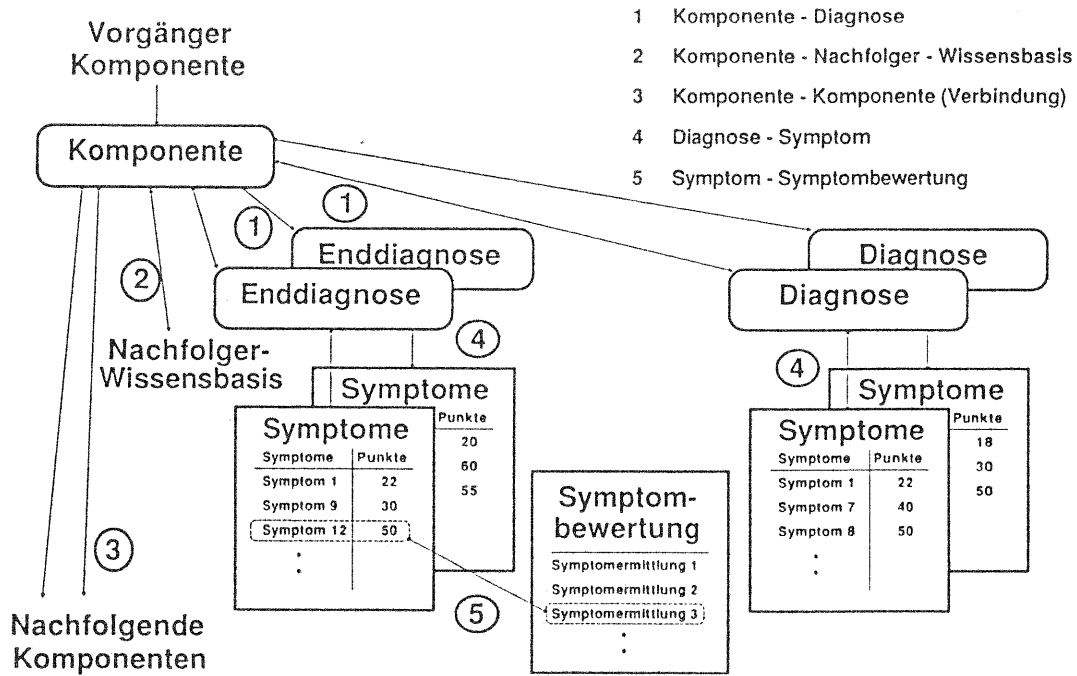 1 Komponente - Diagnose
2 Komponente - Nachfolger - Wissensbasis
3 Komponente - Komponente (Verbindung)
4 Diagnose - Symptom
5 Symptom - Symptombewertung
Vorgänger
Komponente
Komponente
1
1
2
Enddiagnose
Enddiagnose
Diagnose
Diagnose
Nachfolger-
Wissensbasis
4
4
Symptome
Punkte
20
60
55
Symptome
Symptome Punkte
Symptom 1 22
Symptom 9 30
Symptom 12 50
3
5
Symptom-
bewertung
Symptomermittlung 1
Symptomermittlung 2
Symptomermittlung 3
Symptome
Punkte
18
30
50
Symptome
Symptome Punkte
Symptom 1 22
Symptom 7 40
Symptom 8 50
Nachfolgende
Komponenten